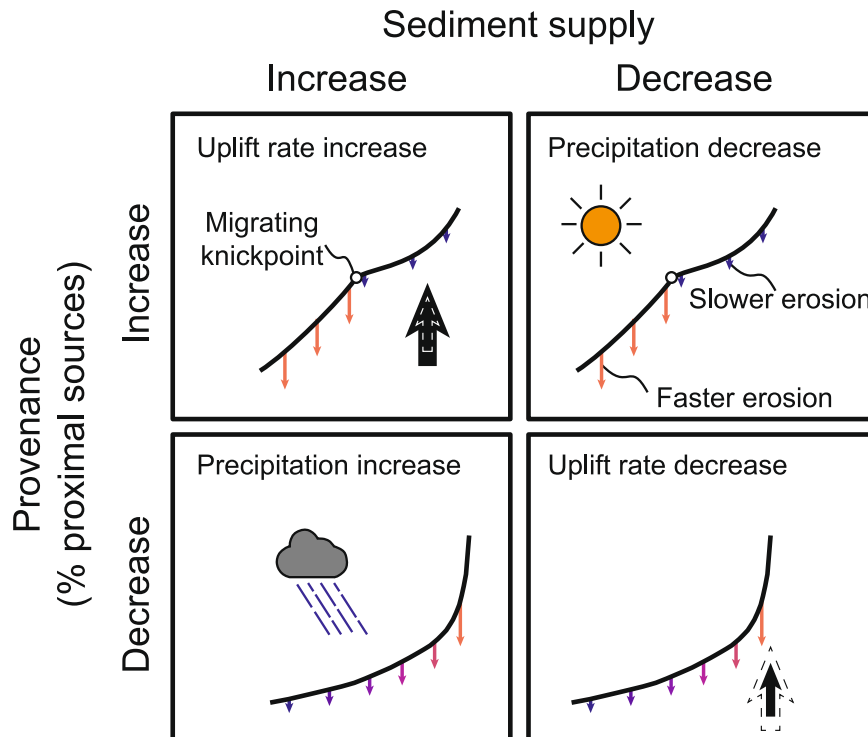 Sediment supply
Increase
Decrease
Provenance
(% proximal sources)
Increase
Uplift rate increase
Migrating
knickpoint
Precipitation decrease
Slower erosion
Faster erosion
Decrease
Precipitation increase
Uplift rate decrease